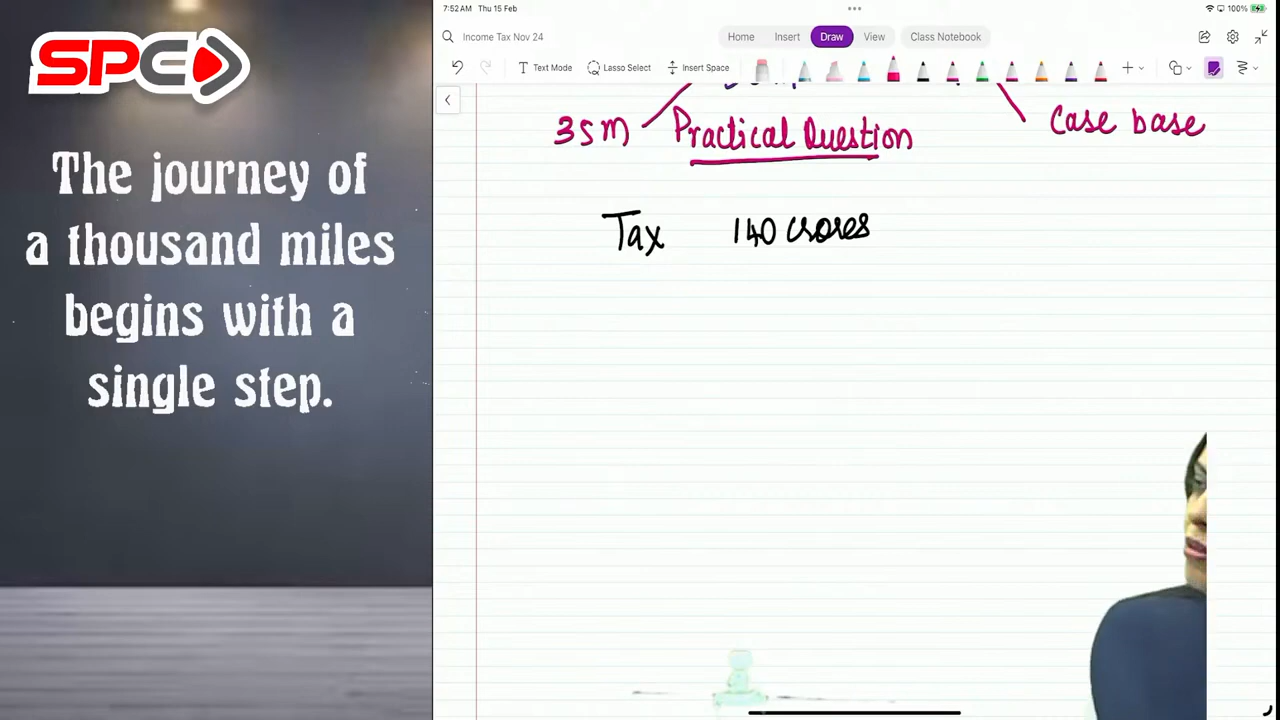 SPE
The journey of
a thousand miles
begins with a
single step.
7:52 AM Thu 15 Feb
100%
Income Tax Nov 24
Home Insert Draw View Class Notebook
Text Mode Lasso Select Insert Space
35M Practical Question Case base
Tax 140 crores